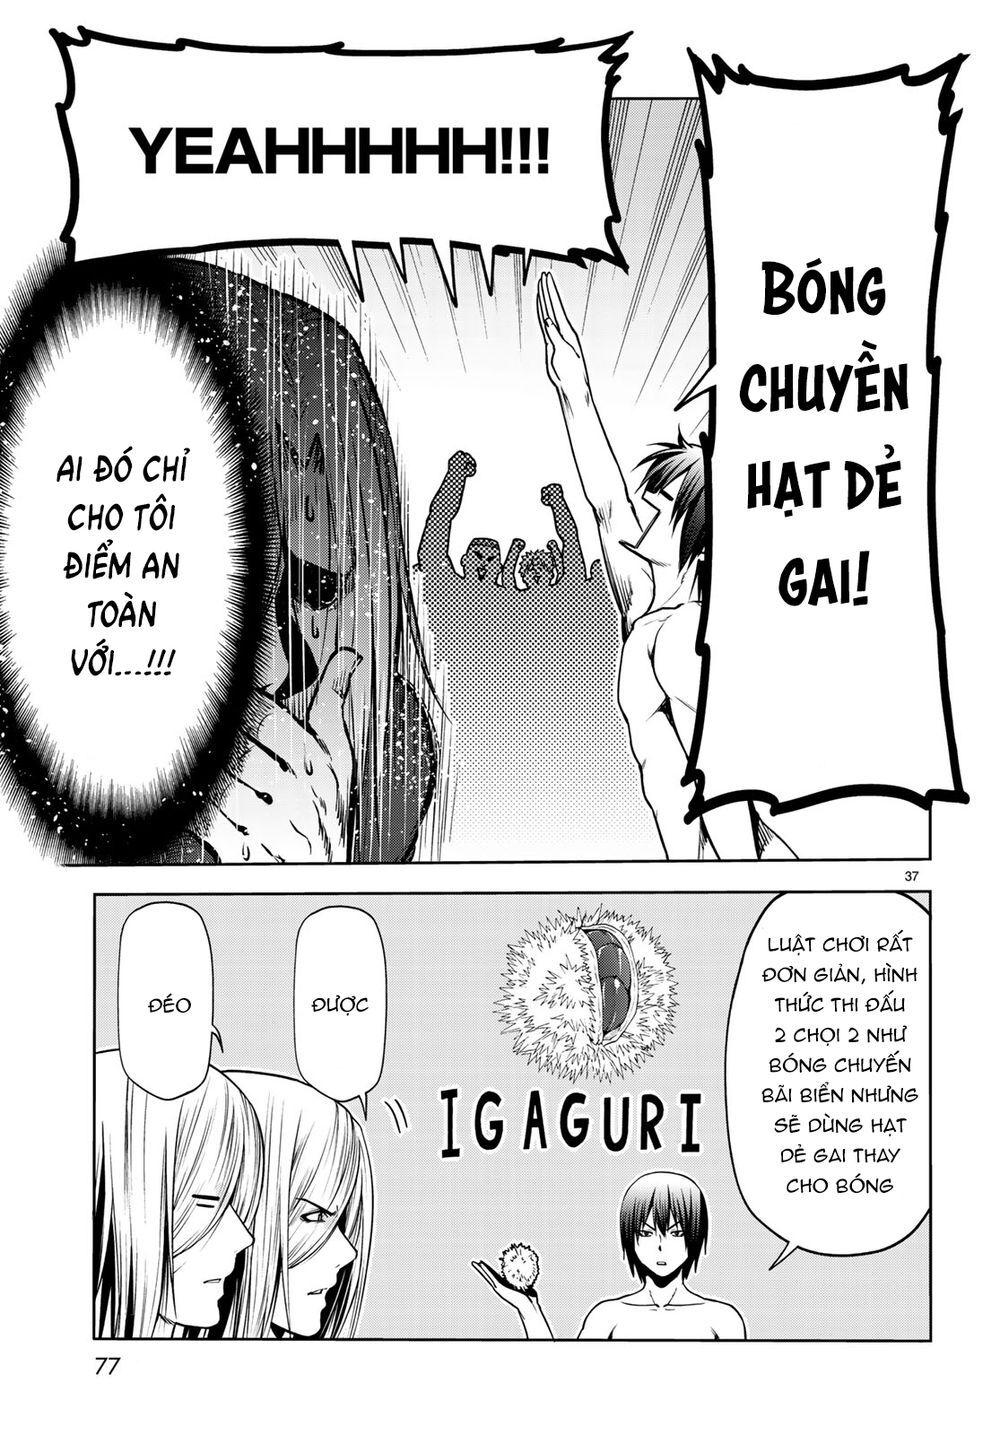 BÓNG
CHUYỀN
HẠT DẺ
GAI!
YEAHHHHH!!!
AI ĐÓ CHỈ
CHO TÔI
ĐIỂM AN
TOÀN
VỚI....!!!
37
LUẬT CHƠI RẤT
ĐƠN GIẢN, HÌNH
THỨC THI ĐẤU
2 CHỌI 2 NHƯ
BÓNG CHUYẾN
BÃI BIỂN NHƯNG
SẼ DÙNG HẠT
DẺ GAI THAY
CHO BÓNG
IGAGURI
ĐƯỢC
ĐÉO
77